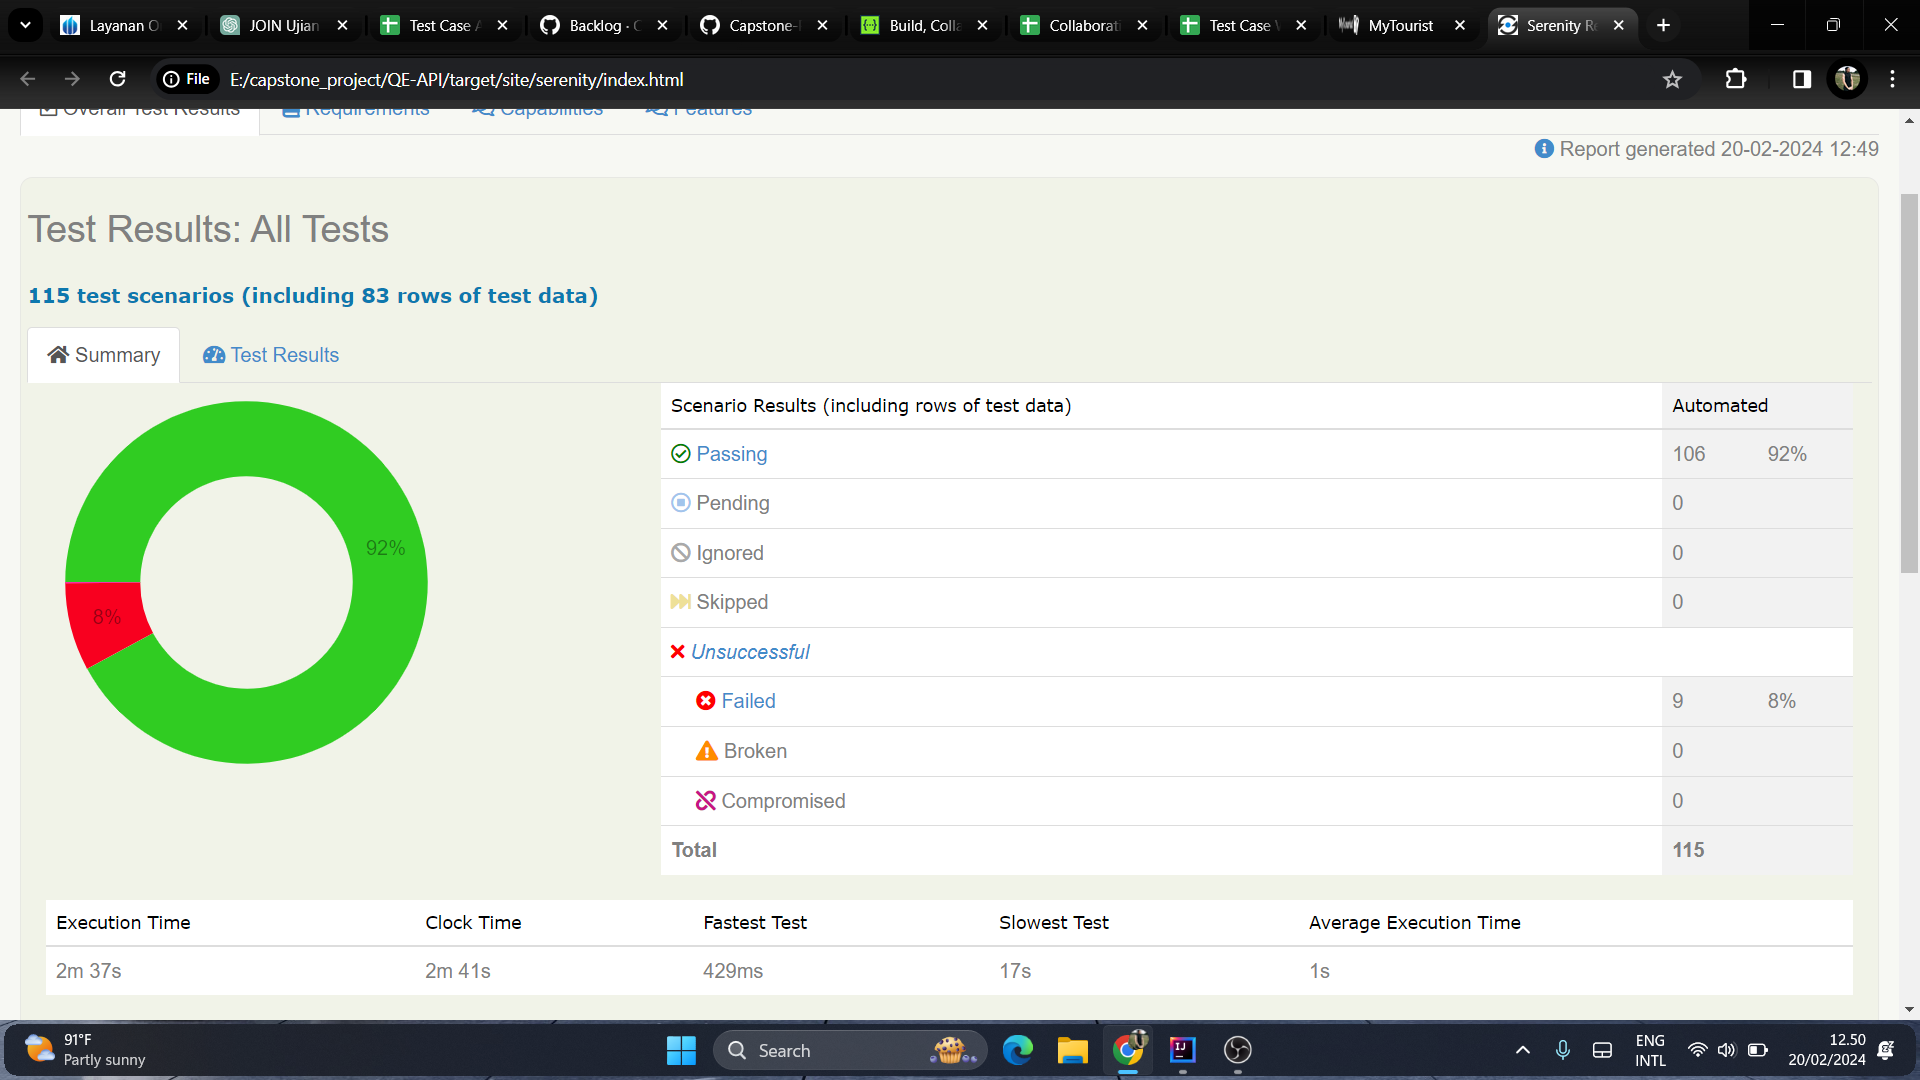 Layanan O
JOIN Ujian
Test Case A
Backlog · C
Capstone-
Build, Colla
Collaborati
Test Case
MyTourist
Serenity Re
File
E:/capstone_project/QE-API/target/site/serenity/index.html
Overall Test Results
Requirements
Capabilities
Features
Report generated 20-02-2024 12:49
Test Results: All Tests
115 test scenarios (including 83 rows of test data)
Summary
Test Results
92%
8%
Scenario Results (including rows of test data) Automated
Passing 106 92%
Pending 0
Ignored 0
Skipped 0
Unsuccessful
Failed 9 8%
Broken 0
Compromised 0
Total 115
Execution Time Clock Time Fastest Test Slowest Test Average Execution Time
2m 37s 2m 41s 429ms 17s 1s
91°F
Partly sunny
Search
ENG
INTL
12.50
20/02/2024